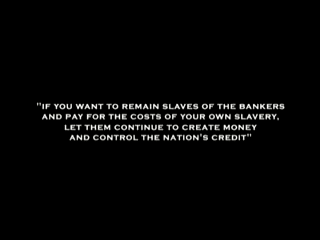 "IF YOU WANT TO REMAIN SLAVES OF THE BANKERS
AND PAY FOR THE COSTS OF YOUR OWN SLAVERY,
LET THEM CONTINUE TO CREATE MONEY
AND CONTROL THE NATION'S CREDIT"